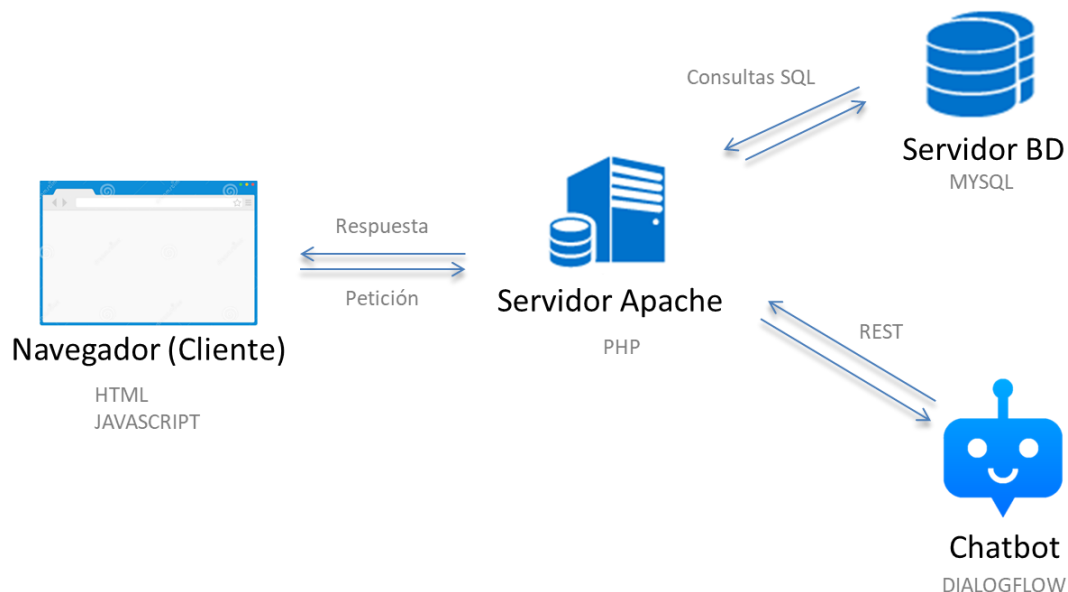 Consultas SQL
Servidor BD
MYSQL
Respuesta
Petición
Servidor Apache
PHP
Navegador (Cliente)
HTML
JAVASCRIPT
REST
Chatbot
DIALOGFLOW